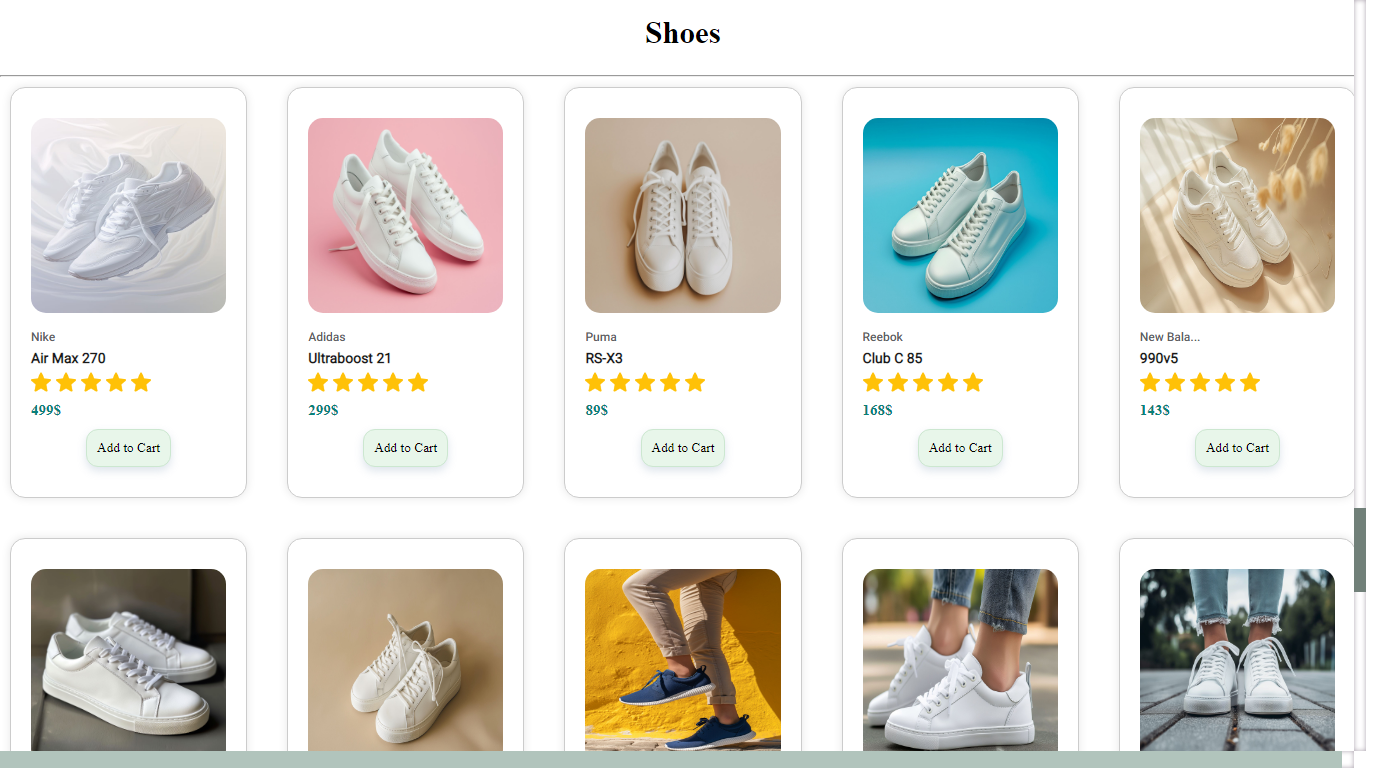 Shoes
Nike
Air Max 270
499$
Add to Cart
Adidas
Ultraboost 21
299$
Add to Cart
Puma
RS-X3
89$
Add to Cart
Reebok
Club C 85
168$
Add to Cart
New Bala...
990v5
143$
Add to Cart